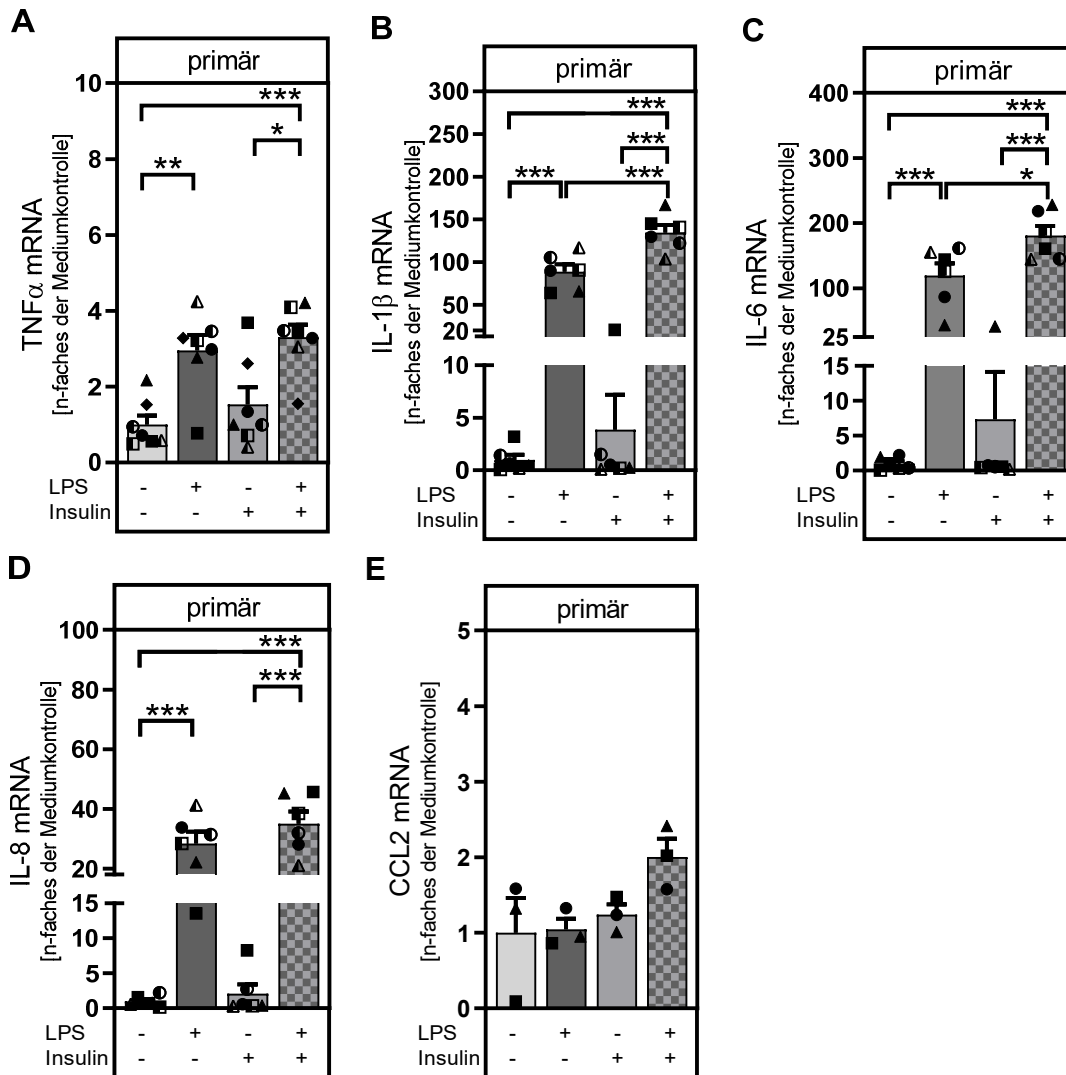 A
primär
TNFα mRNA
[n-faches der Mediumkontrolle]
10
8
6
4
2
0
***
*
**
LPS - + - +
Insulin - - + +
B
primär
IL-1β mRNA
[n-faches der Mediumkontrolle]
300
250
200
150
100
50
20
10
5
0
***
***
*** ***
LPS - + - +
Insulin - - + +
C
primär
IL-6 mRNA
[n-faches der Mediumkontrolle]
400
300
200
100
25
15
10
5
0
***
***
*** *
LPS - + - +
Insulin - - + +
D
primär
IL-8 mRNA
[n-faches der Mediumkontrolle]
100
80
60
40
20
15
10
5
0
***
***
***
LPS - + - +
Insulin - - + +
E
primär
CCL2 mRNA
[n-faches der Mediumkontrolle]
5
4
3
2
1
0
LPS - + - +
Insulin - - + +